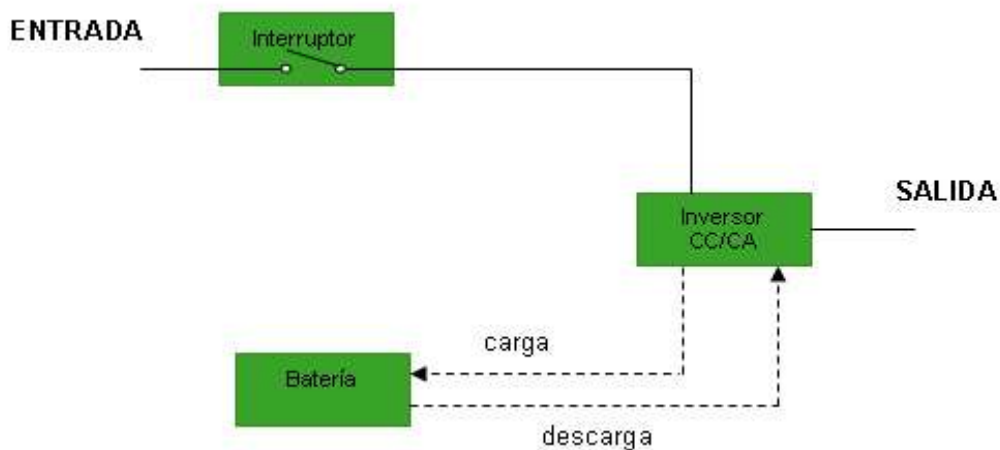 ENTRADA
Interruptor
SALIDA
Inversor
CC/CA
carga
Batería
descarga